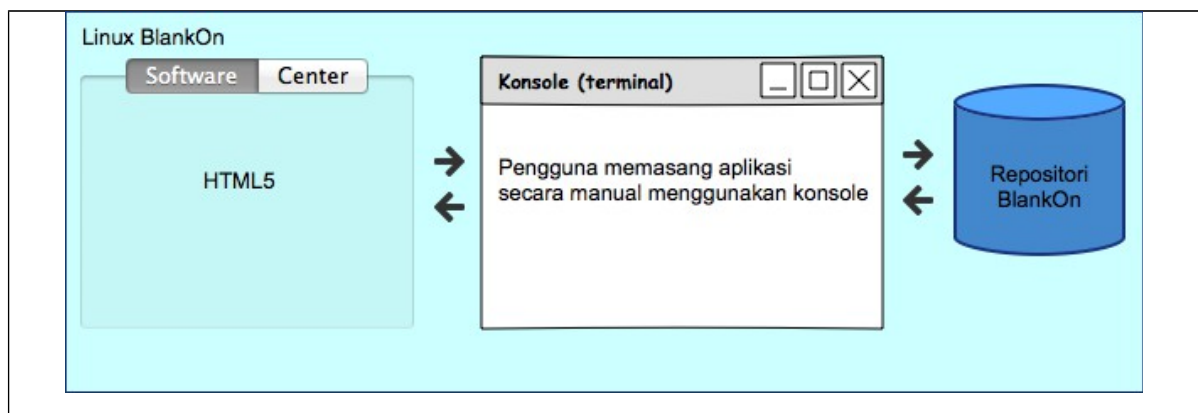 Linux BlankOn
Software Center
HTML5
Konsole (terminal)
Pengguna memasang aplikasi
secara manual menggunakan konsole
Repositori
BlankOn